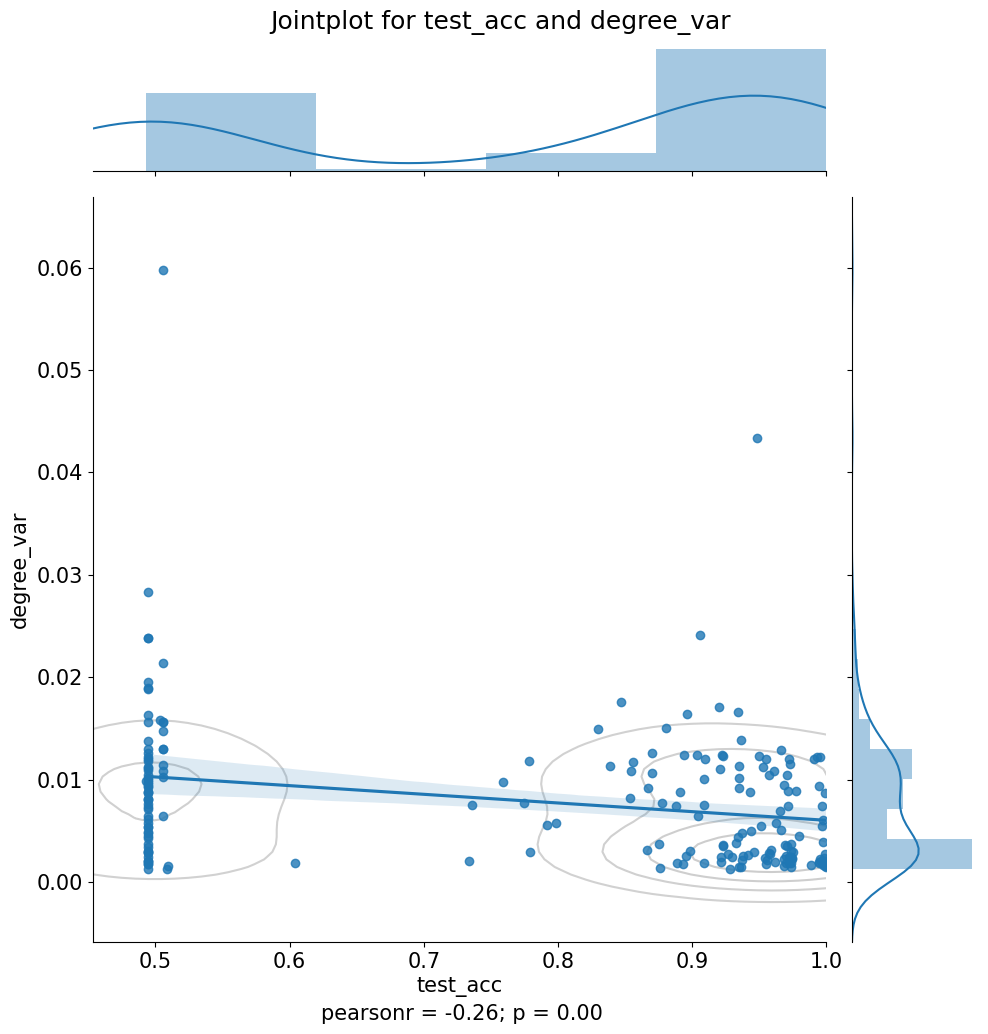 Jointplot for test_acc and degree_var
0.06
0.05
0.04
0.03
0.02
0.01
0.00
degree_var
0.5 0.6 0.7 0.8 0.9 1.0
test_acc
pearsonr = -0.26; p = 0.00